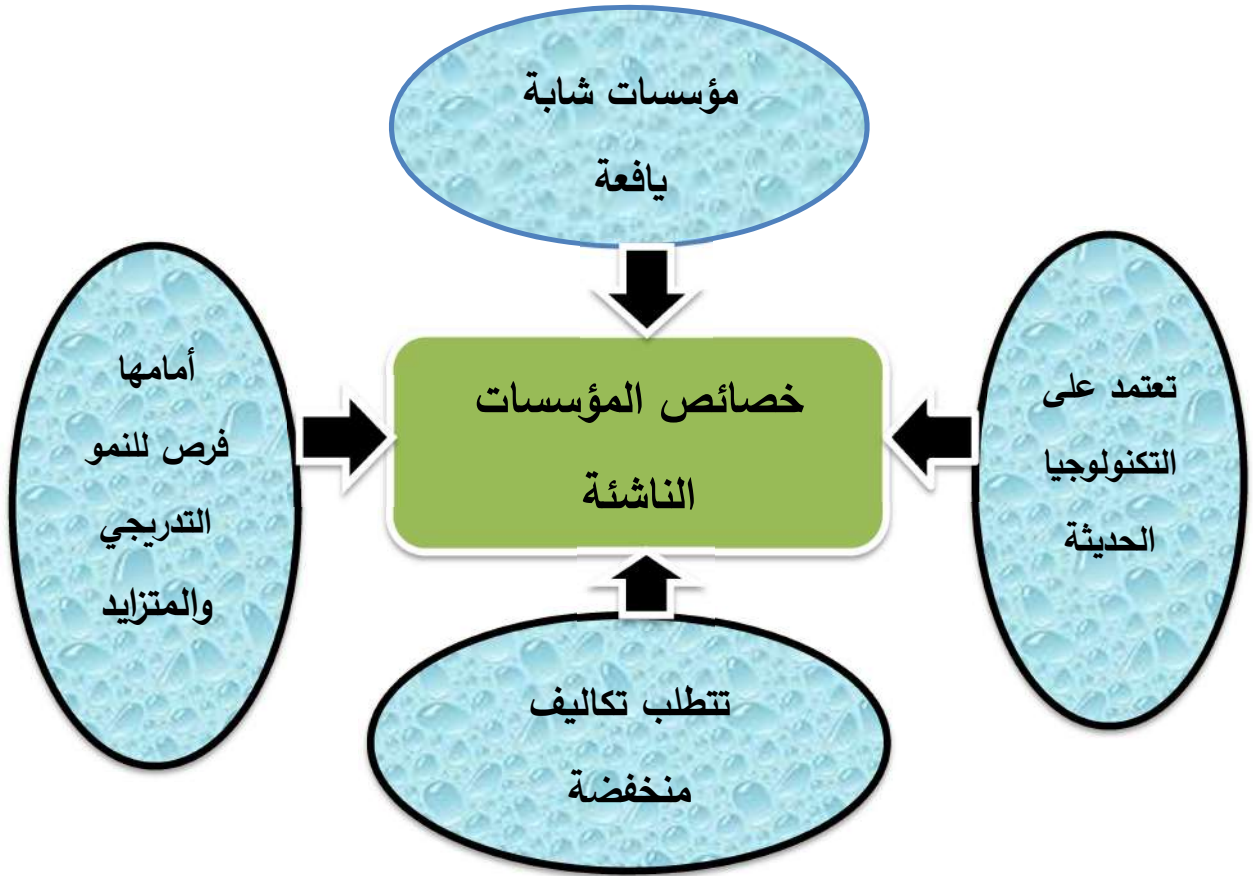 مؤسسات شابة
يافعة
خصائص المؤسسات
الناشئة
تعتمد على
التكنولوجيا
الحديثة
أمامها
فرص للنمو
التدريجي
والمتزايد
تتطلب تكاليف
منخفضة